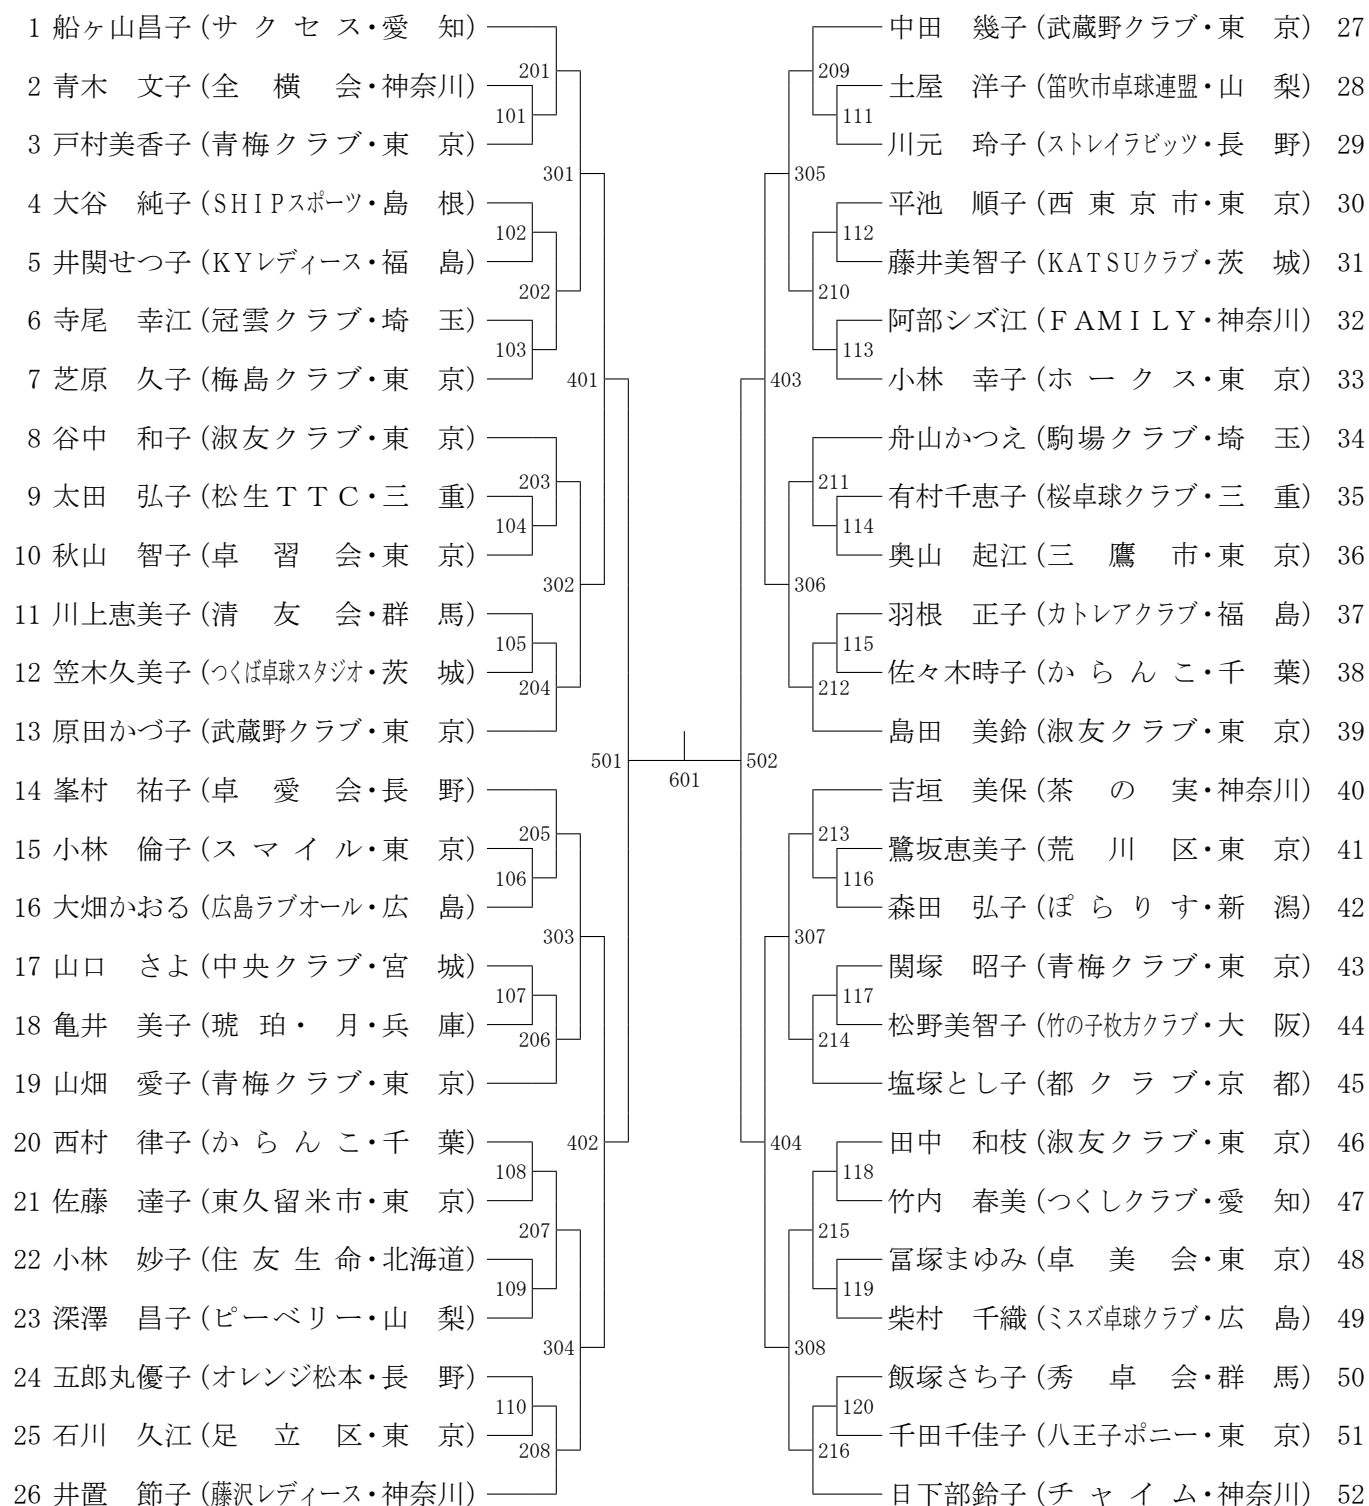 1 船ヶ山昌子 (サクセス・愛 知)
201
2 青木 文子 (全横会・神奈川)
101
3 戸村美香子 (青梅クラブ・東 京)
301
4 大谷 純子 (SHIPスポーツ・島 根)
102
5 井関せつ子 (KYレディース・福 島)
202
6 寺尾 幸江 (冠雲クラブ・埼 玉)
103
7 芝原 久子 (梅島クラブ・東 京)
401
8 谷中 和子 (淑友クラブ・東 京)
203
9 太田 弘子 (松生TTC・三 重)
104
10 秋山 智子 (卓習会・東 京)
302
11 川上恵美子 (清友会・群 馬)
105
12 笠木久美子 (つくば卓球スタジオ・茨 城)
204
13 原田かづ子 (武蔵野クラブ・東 京)
501
14 峯村 祐子 (卓愛会・長 野)
205
15 小林 倫子 (スマイル・東 京)
106
16 大畑かおる (広島ラブオール・広 島)
303
17 山口 さよ (中央クラブ・宮 城)
107
18 亀井 美子 (琥珀・月・兵 庫)
206
19 山畑 愛子 (青梅クラブ・東 京)
402
20 西村 律子 (からんこ・千 葉)
108
21 佐藤 達子 (東久留米市・東 京)
207
22 小林 妙子 (住友生命・北海道)
109
23 深澤 昌子 (ピーベリー・山 梨)
304
24 五郎丸優子 (オレンジ松本・長 野)
110
25 石川 久江 (足立区・東 京)
208
26 井置 節子 (藤沢レディース・神奈川)
601
中田 幾子 (武蔵野クラブ・東 京) 27
209
土屋 洋子 (笛吹市卓球連盟・山 梨) 28
111
川元 玲子 (ストレイラビッツ・長 野) 29
305
平池 順子 (西東京市・東 京) 30
112
藤井美智子 (KATSUクラブ・茨 城) 31
210
阿部シズ江 (FAMILY・神奈川) 32
113
小林 幸子 (ホークス・東 京) 33
403
舟山かつえ (駒場クラブ・埼 玉) 34
211
有村千恵子 (桜卓球クラブ・三 重) 35
114
奥山 起江 (三鷹市・東 京) 36
306
羽根 正子 (カトレアクラブ・福 島) 37
115
佐々木時子 (からんこ・千 葉) 38
212
島田 美鈴 (淑友クラブ・東 京) 39
502
吉垣 美保 (茶の実・神奈川) 40
213
鷺坂恵美子 (荒川区・東 京) 41
116
森田 弘子 (ぽらりす・新 潟) 42
307
関塚 昭子 (青梅クラブ・東 京) 43
117
松野美智子 (竹の子枚方クラブ・大 阪) 44
214
塩塚とし子 (都クラブ・京 都) 45
404
田中 和枝 (淑友クラブ・東 京) 46
118
竹内 春美 (つくしクラブ・愛 知) 47
215
冨塚まゆみ (卓美会・東 京) 48
119
柴村 千織 (ミスズ卓球クラブ・広 島) 49
308
飯塚さち子 (秀卓会・群 馬) 50
120
千田千佳子 (八王子ポニー・東 京) 51
216
日下部鈴子 (チャイム・神奈川) 52